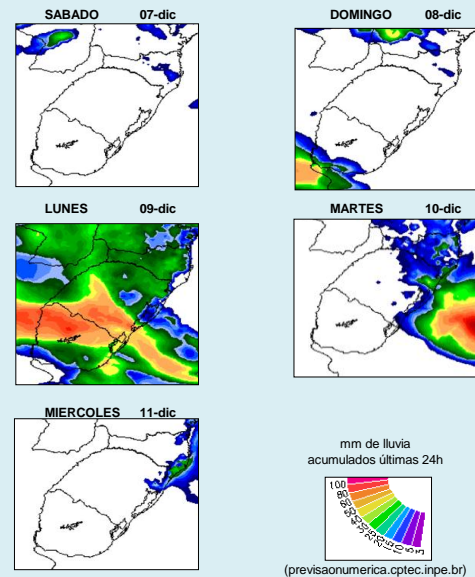 SABADO 07-dic
DOMINGO 08-dic
LUNES 09-dic
MARTES 10-dic
MIERCOLES 11-dic
mm de lluvia
acumulados últimas 24h
100
(previsaonumerica.cptec.inpe.br)